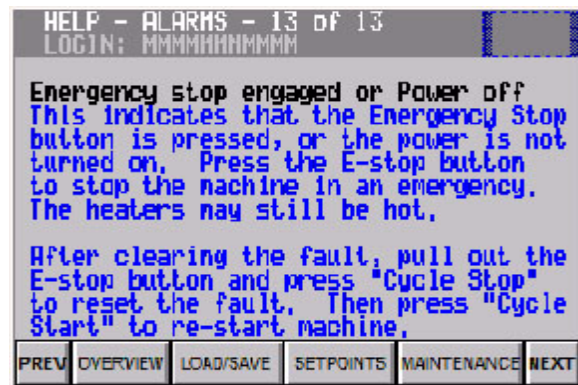 HELP - ALARMS - 13 of 13
LOGIN: MMMMMMMMMMM
Emergency stop engaged or Power off
This indicates that the Emergency Stop
button is pressed, or the power is not
turned on. Press the E-stop button
to stop the machine in an emergency.
The heaters may still be hot.
After clearing the fault, pull out the
E-stop button and press "Cycle Stop"
to reset the fault. Then press "Cycle
Start" to re-start machine.
PREV OVERVIEW LOAD/SAVE SETPOINTS MAINTENANCE NEXT